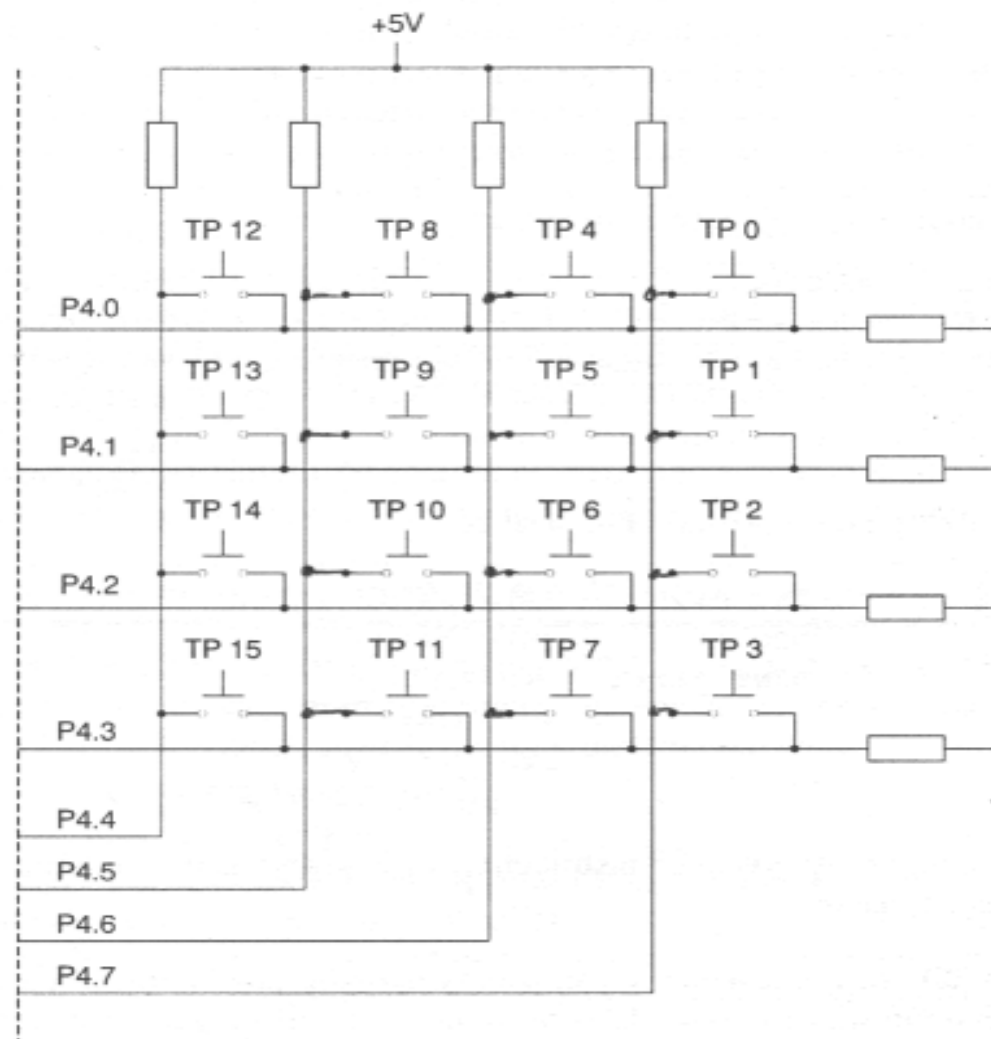 +5V
TP 12 TP 8 TP 4 TP 0
P4.0
TP 13 TP 9 TP 5 TP 1
P4.1
TP 14 TP 10 TP 6 TP 2
P4.2
TP 15 TP 11 TP 7 TP 3
P4.3
P4.4
P4.5
P4.6
P4.7